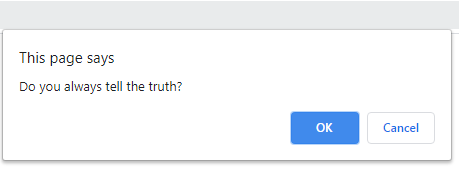 This page says
Do you always tell the truth?
OK Cancel